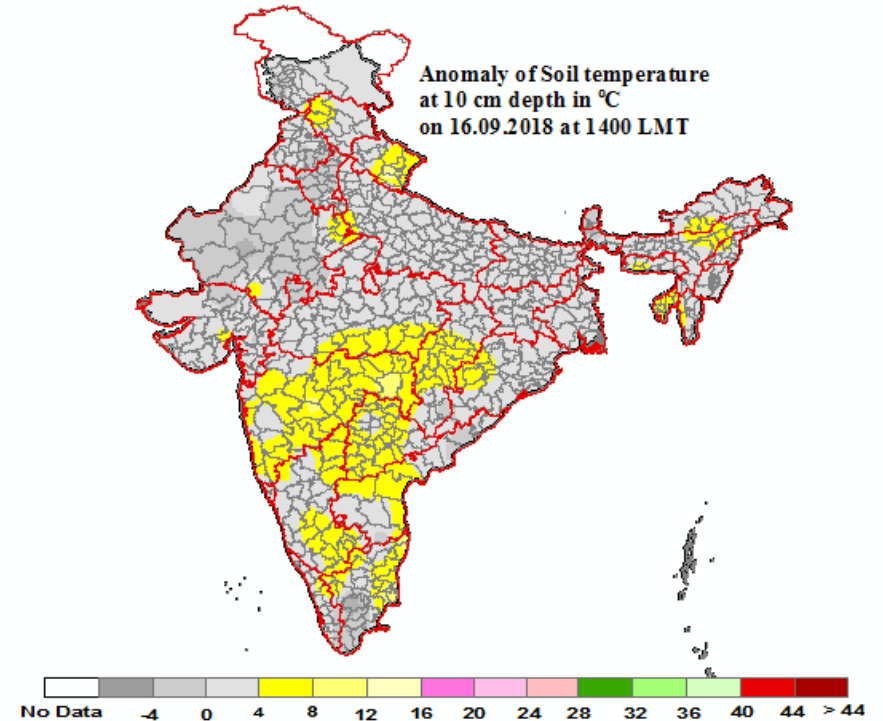 Anomaly of Soil temperature
at 10 cm depth in ⁰C
on 16.09.2018 at 1400 LMT
No Data -4 0 4 8 12 16 20 24 28 32 36 40 44 > 44